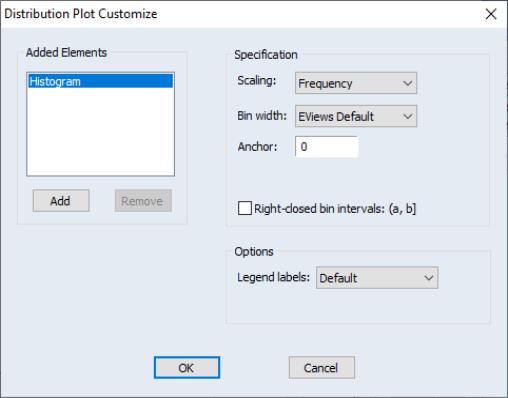 Distribution Plot Customize
Added Elements
Histogram
Add
Remove
Specification
Scaling: Frequency
Bin width: EViews Default
Anchor: 0
Right-closed bin intervals: (a, b]
Options
Legend labels: Default
OK
Cancel